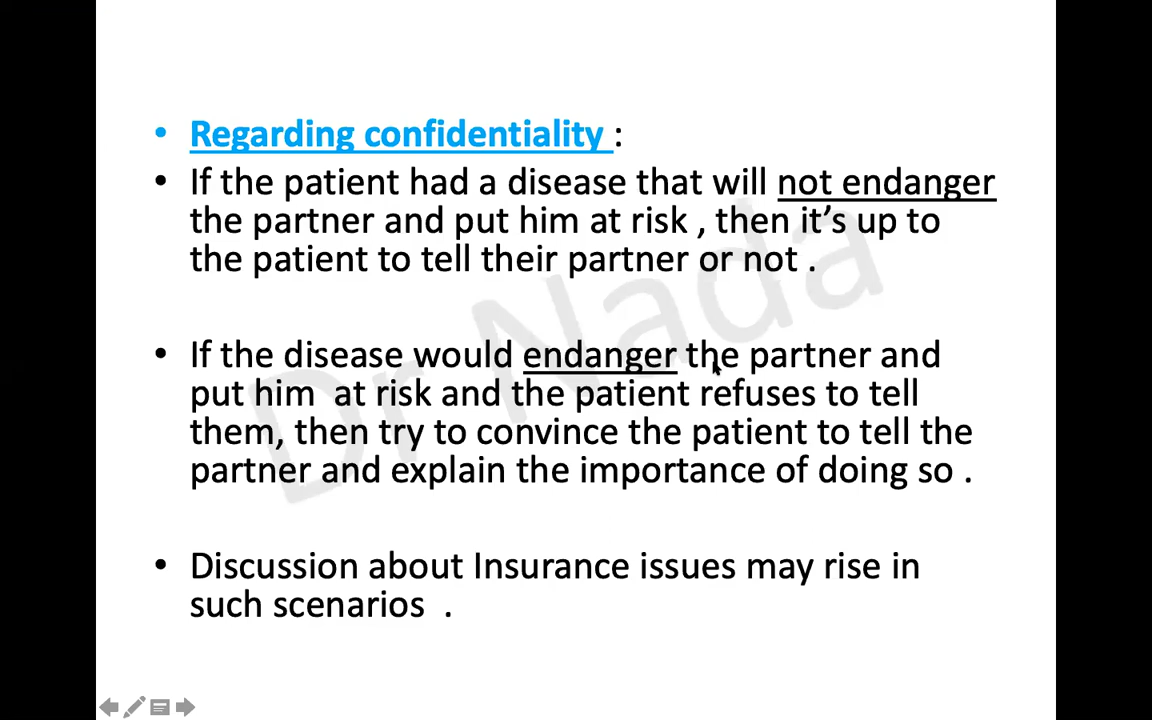 • Regarding confidentiality :
• If the patient had a disease that will not endanger
the partner and put him at risk , then it’s up to
the patient to tell their partner or not .
• If the disease would endanger the partner and
put him at risk and the patient refuses to tell
them, then try to convince the patient to tell the
partner and explain the importance of doing so .
• Discussion about Insurance issues may rise in
such scenarios .
Dr Nada